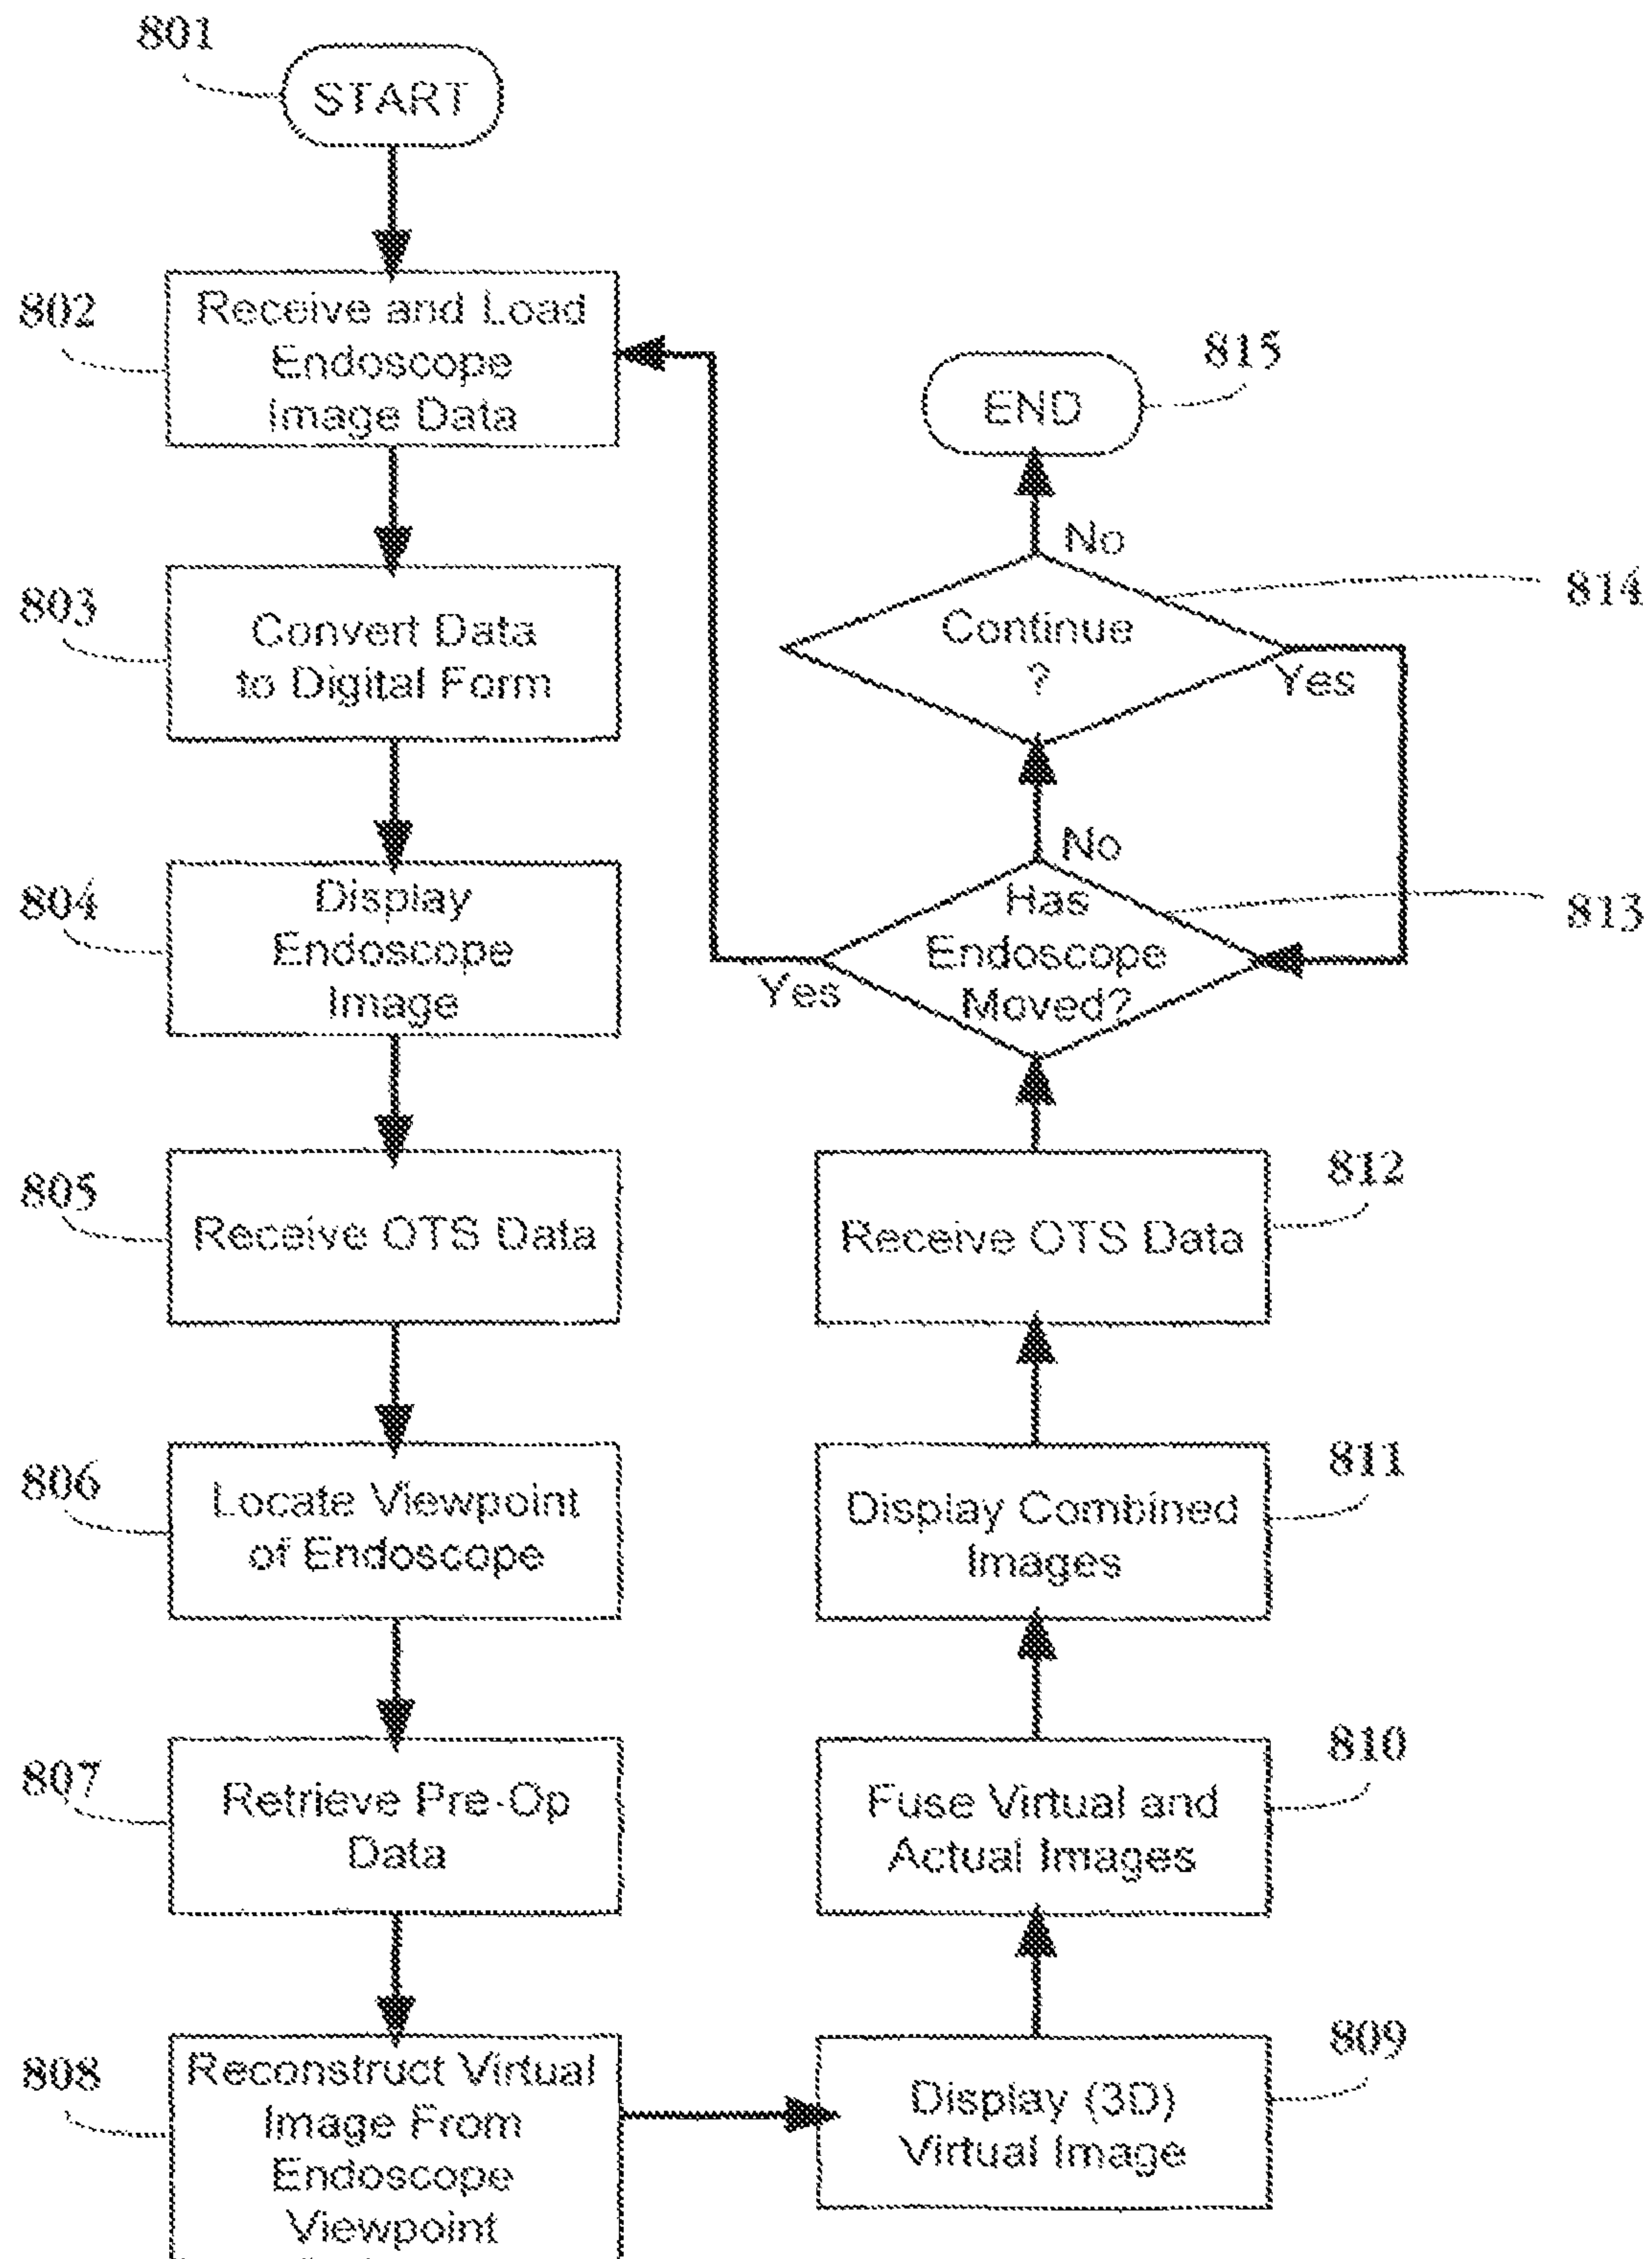 801
START
802
Receive and Load
Endoscope
Image Data
803
Convert Data
to Digital Form
804
Display
Endoscope
Image
805
Receive OTS Data
806
Locate Viewpoint
of Endoscope
807
Retrieve Pre-Op
Data
808
Reconstruct Virtual
Image From
Endoscope
Viewpoint
809
Display (3D)
Virtual Image
810
Fuse Virtual and
Actual Images
811
Display Combined
Images
812
Receive OTS Data
813
Has
Endoscope
Moved?
Yes
No
814
Continue
?
Yes
No
815
END